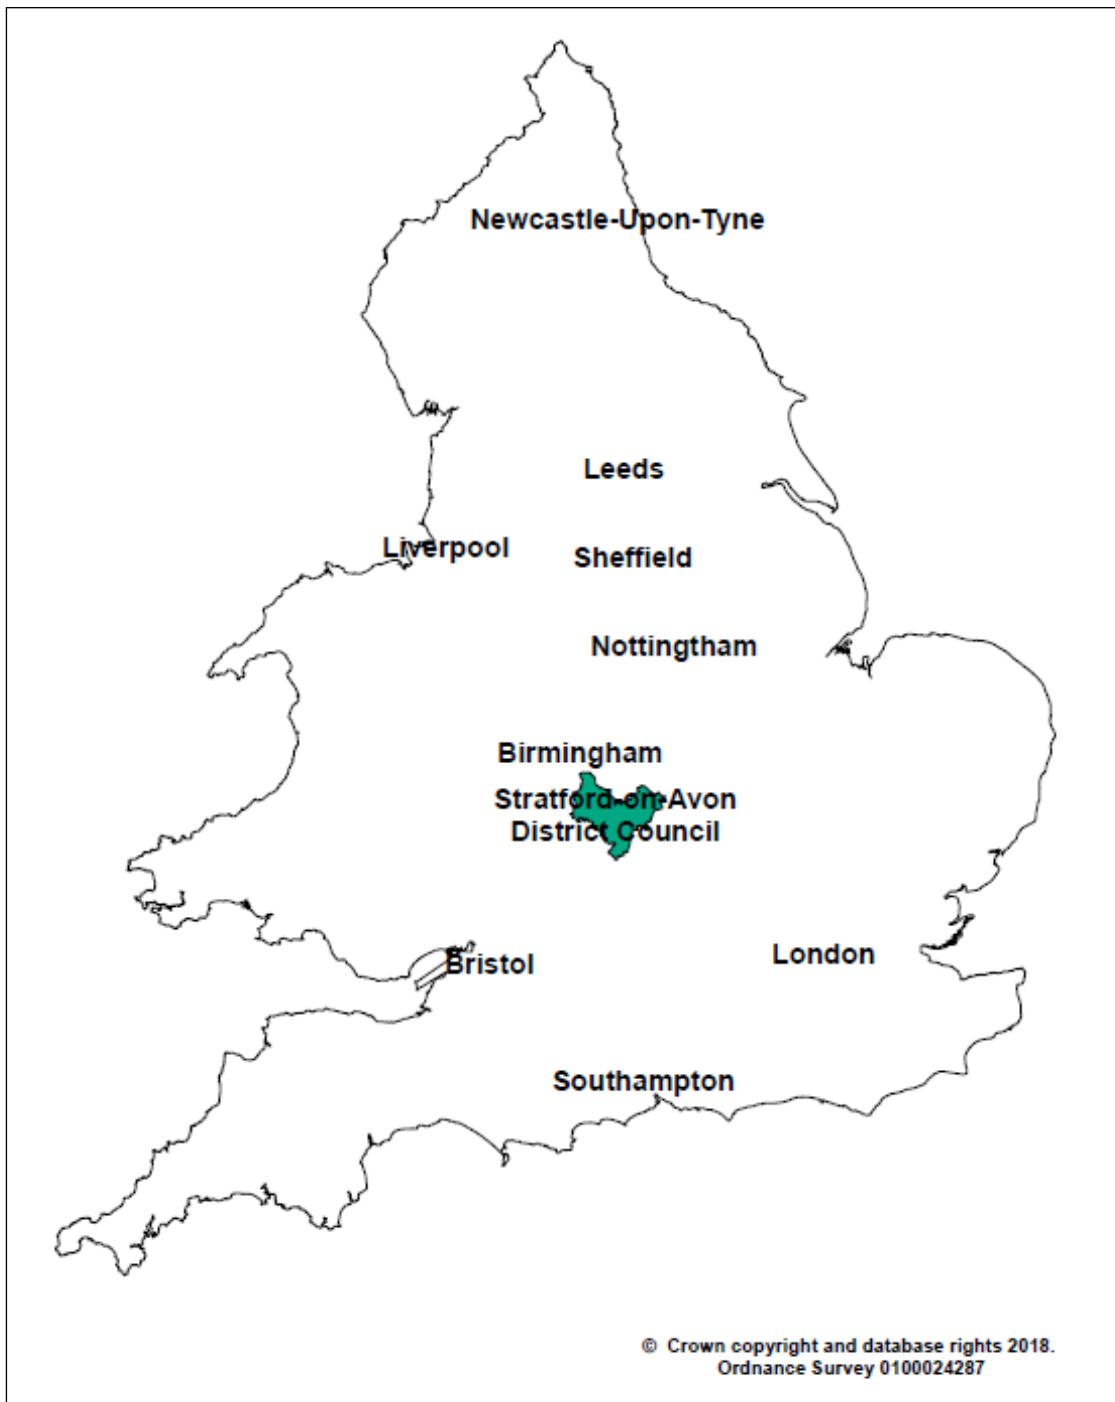 Newcastle-Upon-Tyne
Leeds
Liverpool
Sheffield
Nottingtham
Birmingham
Stratford-on-Avon
District Council
London
Bristol
Southampton
© Crown copyright and database rights 2018.
Ordnance Survey 0100024287